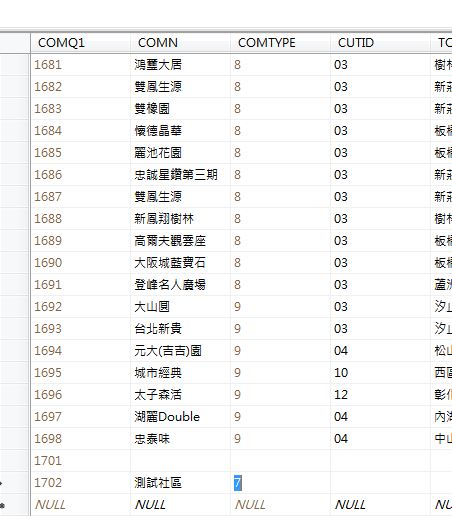 COMQ1 COMN COMTYPE CUTID TC
1681 鴻璽大居 8 03 樹林
1682 雙鳳生源 8 03 新莊
1683 雙橡園 8 03 新莊
1684 懷德晶華 8 03 板橋
1685 麗池花園 8 03 板橋
1686 忠誠星鑽第三期 8 03 新莊
1687 雙鳳生源 8 03 新莊
1688 新鳳翔樹林 8 03 樹林
1689 高爾夫觀雲座 8 03 板橋
1690 大阪城藍寶石 8 03 板橋
1691 登峰名人廣場 8 03 蘆洲
1692 大山圓 9 03 汐止
1693 台北新貴 9 03 汐止
1694 元大(吉吉)園 9 04 松山
1695 城市經典 9 10 西區
1696 太子森活 9 12 彰化
1697 湖麗Double 9 04 內湖
1698 忠泰味 9 04 中山
1701
1702 測試社區 7
NULL NULL NULL NULL NULL